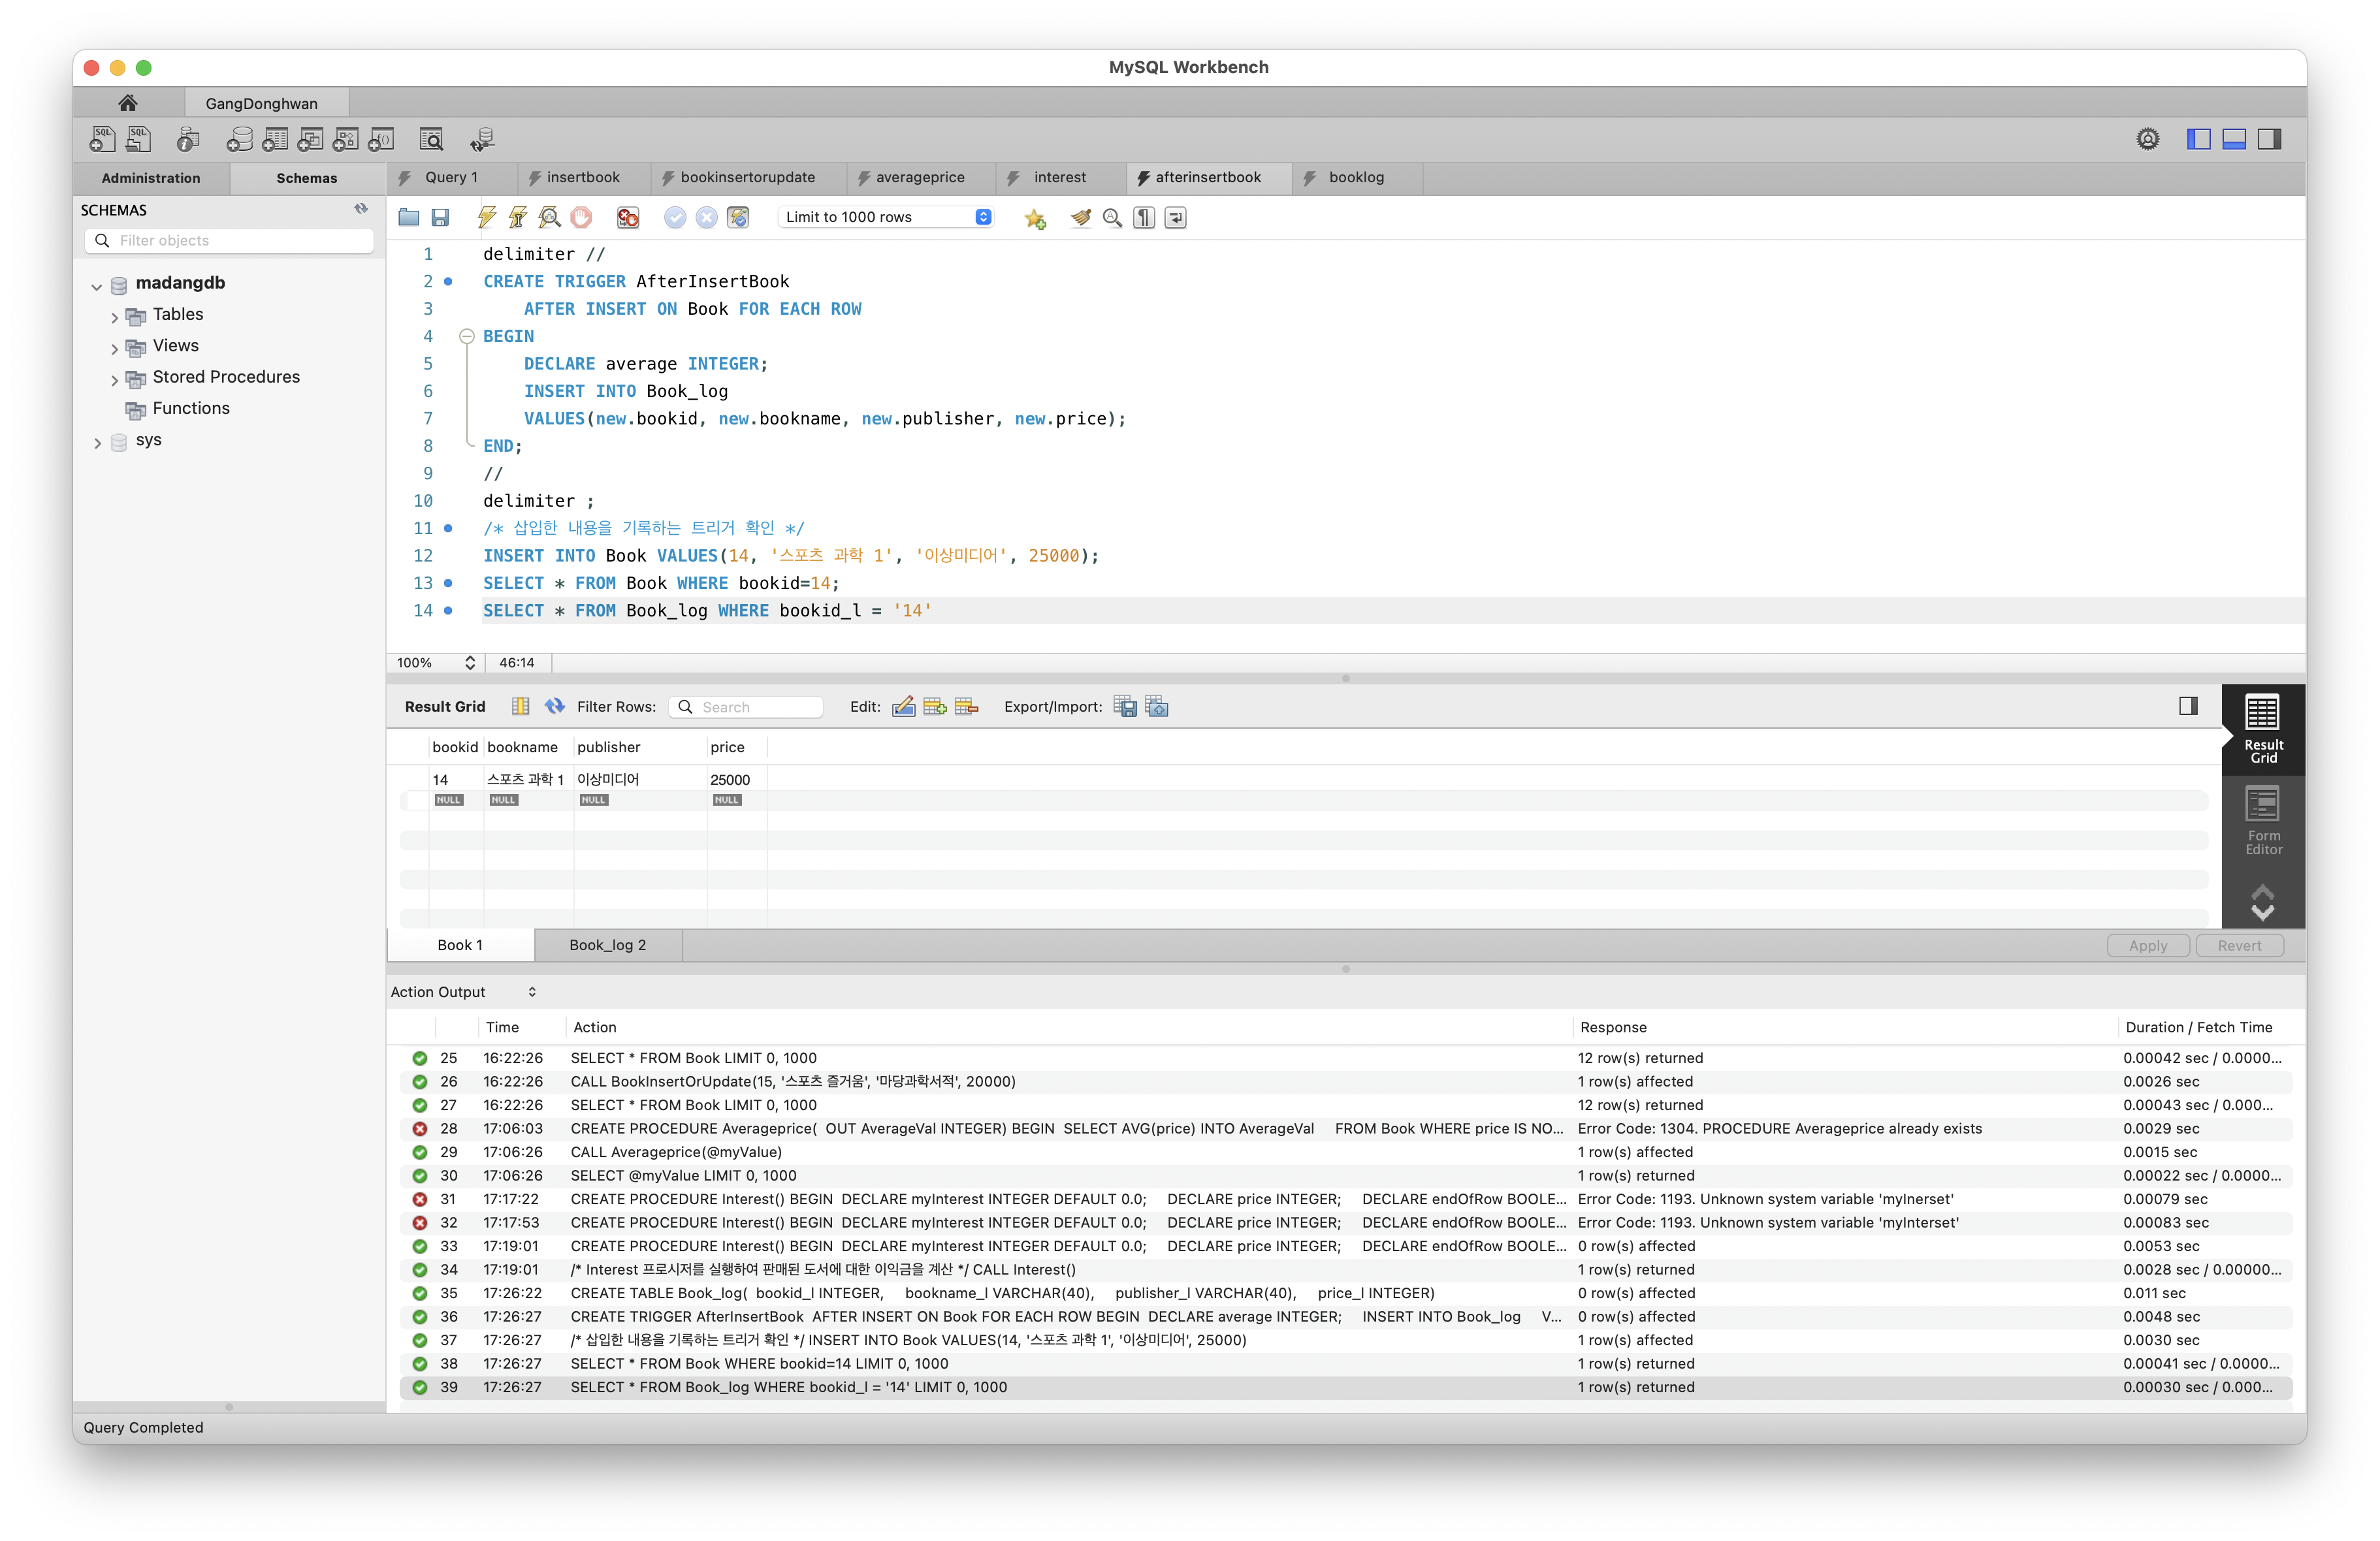 MySQL Workbench
GangDonghwan
Administration Schemas Query 1 insertbook bookinsertorupdate averageprice interest afterinsertbook booklog
SCHEMAS
Filter objects
madangdb
Tables
Views
Stored Procedures
Functions
sys
Limit to 1000 rows
1 delimiter //
2 CREATE TRIGGER AfterInsertBook
3 AFTER INSERT ON Book FOR EACH ROW
4 BEGIN
5 DECLARE average INTEGER;
6 INSERT INTO Book_log
7 VALUES(new.bookid, new.bookname, new.publisher, new.price);
8 END;
9 //
10 delimiter ;
11 /* 삽입한 내용을 기록하는 트리거 확인 */
12 INSERT INTO Book VALUES(14, '스포츠 과학 1', '이상미디어', 25000);
13 SELECT * FROM Book WHERE bookid=14;
14 SELECT * FROM Book_log WHERE bookid_l = '14'
100% 46:14
Result Grid Filter Rows: Search Edit: Export/Import:
bookid bookname publisher price
14 스포츠 과학 1 이상미디어 25000
NULL NULL NULL NULL
Result Grid
Form Editor
Book 1 Book_log 2 Apply Revert
Action Output
Time Action Response Duration / Fetch Time
25 16:22:26 SELECT * FROM Book LIMIT 0, 1000 12 row(s) returned 0.00042 sec / 0.0000...
26 16:22:26 CALL BookInsertOrUpdate(15, '스포츠 즐거움', '마당과학서적', 20000) 1 row(s) affected 0.0026 sec
27 16:22:26 SELECT * FROM Book LIMIT 0, 1000 12 row(s) returned 0.00043 sec / 0.000...
28 17:06:03 CREATE PROCEDURE Averageprice( OUT AverageVal INTEGER) BEGIN SELECT AVG(price) INTO AverageVal FROM Book WHERE price IS NO... Error Code: 1304. PROCEDURE Averageprice already exists 0.0029 sec
29 17:06:26 CALL Averageprice(@myValue) 1 row(s) affected 0.0015 sec
30 17:06:26 SELECT @myValue LIMIT 0, 1000 1 row(s) returned 0.00022 sec / 0.0000...
31 17:17:22 CREATE PROCEDURE Interest() BEGIN DECLARE myInterest INTEGER DEFAULT 0.0; DECLARE price INTEGER; DECLARE endOfRow BOOLE... Error Code: 1193. Unknown system variable 'myInerset' 0.00079 sec
32 17:17:53 CREATE PROCEDURE Interest() BEGIN DECLARE myInterest INTEGER DEFAULT 0.0; DECLARE price INTEGER; DECLARE endOfRow BOOLE... Error Code: 1193. Unknown system variable 'myInterset' 0.00083 sec
33 17:19:01 CREATE PROCEDURE Interest() BEGIN DECLARE myInterest INTEGER DEFAULT 0.0; DECLARE price INTEGER; DECLARE endOfRow BOOLE... 0 row(s) affected 0.0053 sec
34 17:19:01 /* Interest 프로시저를 실행하여 판매된 도서에 대한 이익금을 계산 */ CALL Interest() 1 row(s) returned 0.0028 sec / 0.00000...
35 17:26:22 CREATE TABLE Book_log( bookid_l INTEGER, bookname_l VARCHAR(40), publisher_l VARCHAR(40), price_l INTEGER) 0 row(s) affected 0.011 sec
36 17:26:27 CREATE TRIGGER AfterInsertBook AFTER INSERT ON Book FOR EACH ROW BEGIN DECLARE average INTEGER; INSERT INTO Book_log V... 0 row(s) affected 0.0048 sec
37 17:26:27 /* 삽입한 내용을 기록하는 트리거 확인 */ INSERT INTO Book VALUES(14, '스포츠 과학 1', '이상미디어', 25000) 1 row(s) affected 0.0030 sec
38 17:26:27 SELECT * FROM Book WHERE bookid=14 LIMIT 0, 1000 1 row(s) returned 0.00041 sec / 0.0000...
39 17:26:27 SELECT * FROM Book_log WHERE bookid_l = '14' LIMIT 0, 1000 1 row(s) returned 0.00030 sec / 0.000...
Query Completed